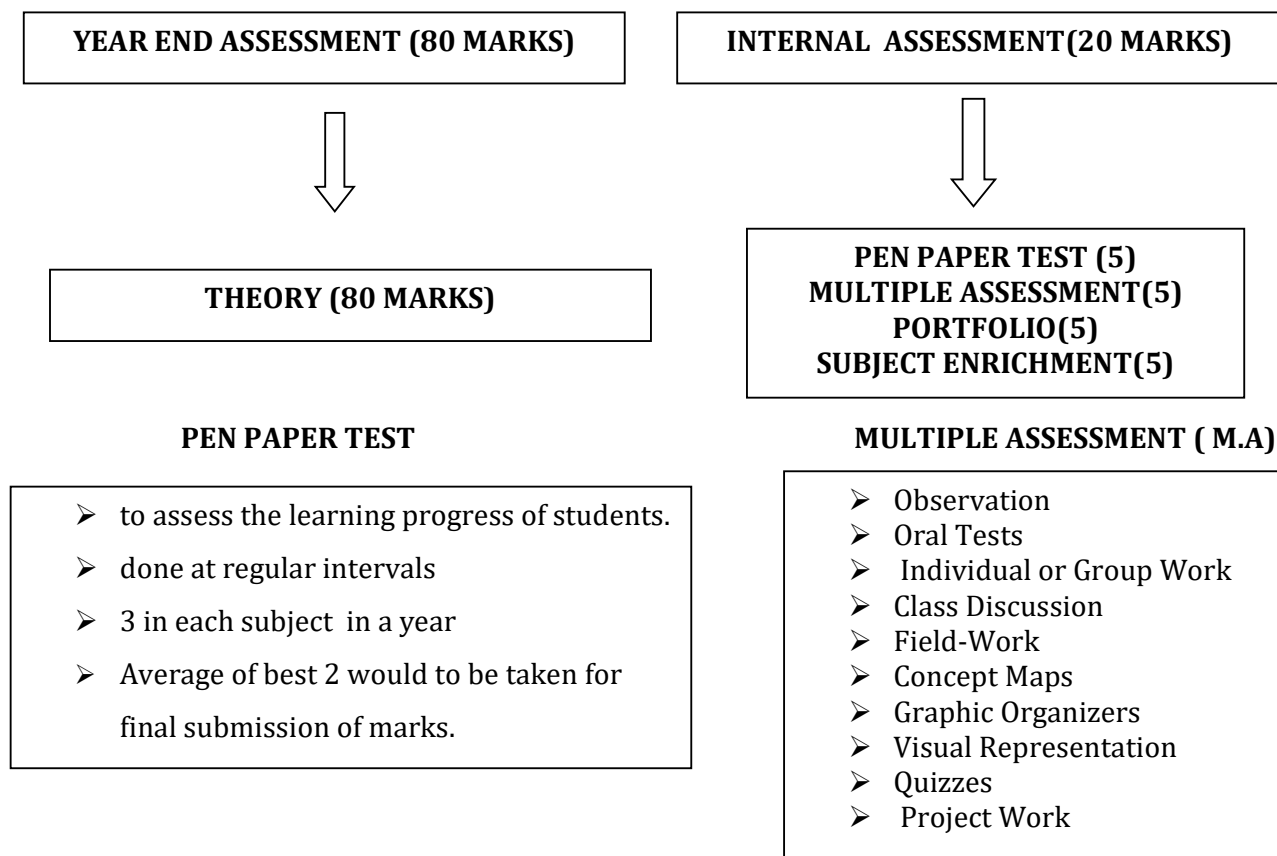 YEAR END ASSESSMENT (80 MARKS)
INTERNAL ASSESSMENT(20 MARKS)
THEORY (80 MARKS)
PEN PAPER TEST (5)
MULTIPLE ASSESSMENT(5)
PORTFOLIO(5)
SUBJECT ENRICHMENT(5)
PEN PAPER TEST
➢ to assess the learning progress of students.
➢ done at regular intervals
➢ 3 in each subject in a year
➢ Average of best 2 would to be taken for
final submission of marks.
MULTIPLE ASSESSMENT ( M.A)
➢ Observation
➢ Oral Tests
➢ Individual or Group Work
➢ Class Discussion
➢ Field-Work
➢ Concept Maps
➢ Graphic Organizers
➢ Visual Representation
➢ Quizzes
➢ Project Work